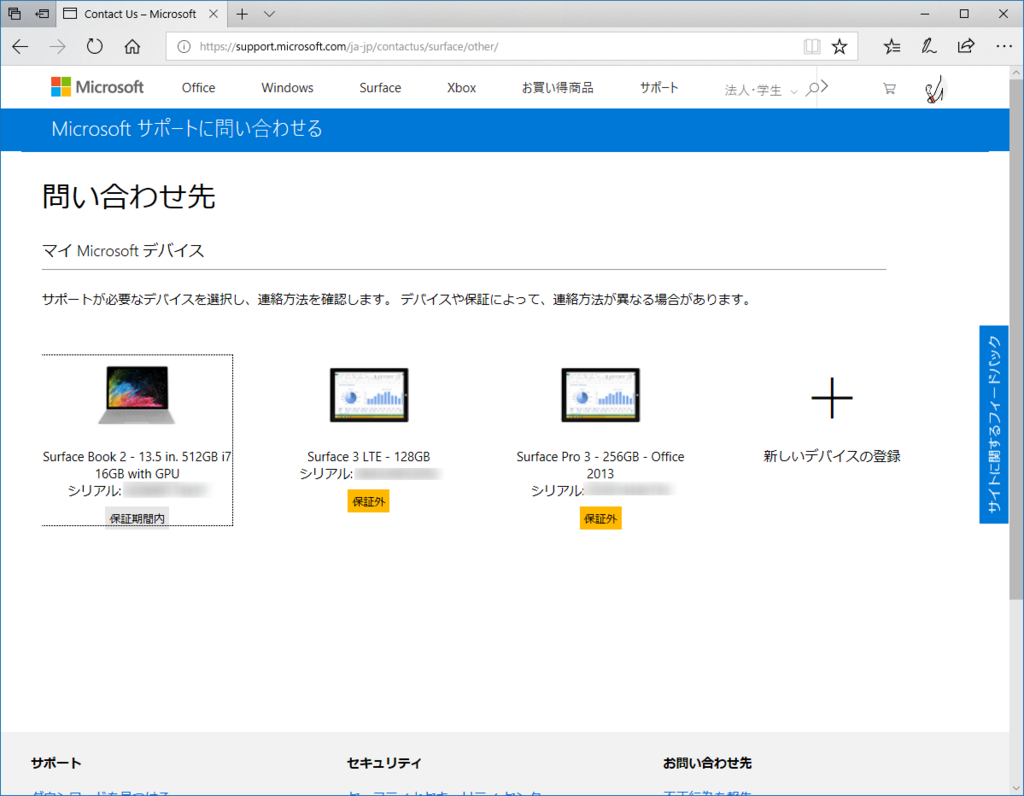 Contact Us – Microsoft
https://support.microsoft.com/ja-jp/contactus/surface/other/
Microsoft
Office
Windows
Surface
Xbox
お買い得商品
サポート
法人・学生
Microsoft サポートに問い合わせる
問い合わせ先
マイ Microsoft デバイス
サポートが必要なデバイスを選択し、連絡方法を確認します。 デバイスや保証によって、連絡方法が異なる場合があります。
Surface Book 2 - 13.5 in. 512GB i7
16GB with GPU
シリアル:
保証期間内
Surface 3 LTE - 128GB
シリアル:
保証外
Surface Pro 3 - 256GB - Office
2013
シリアル:
保証外
新しいデバイスの登録
サイトに関するフィードバック
サポート
セキュリティ
お問い合わせ先